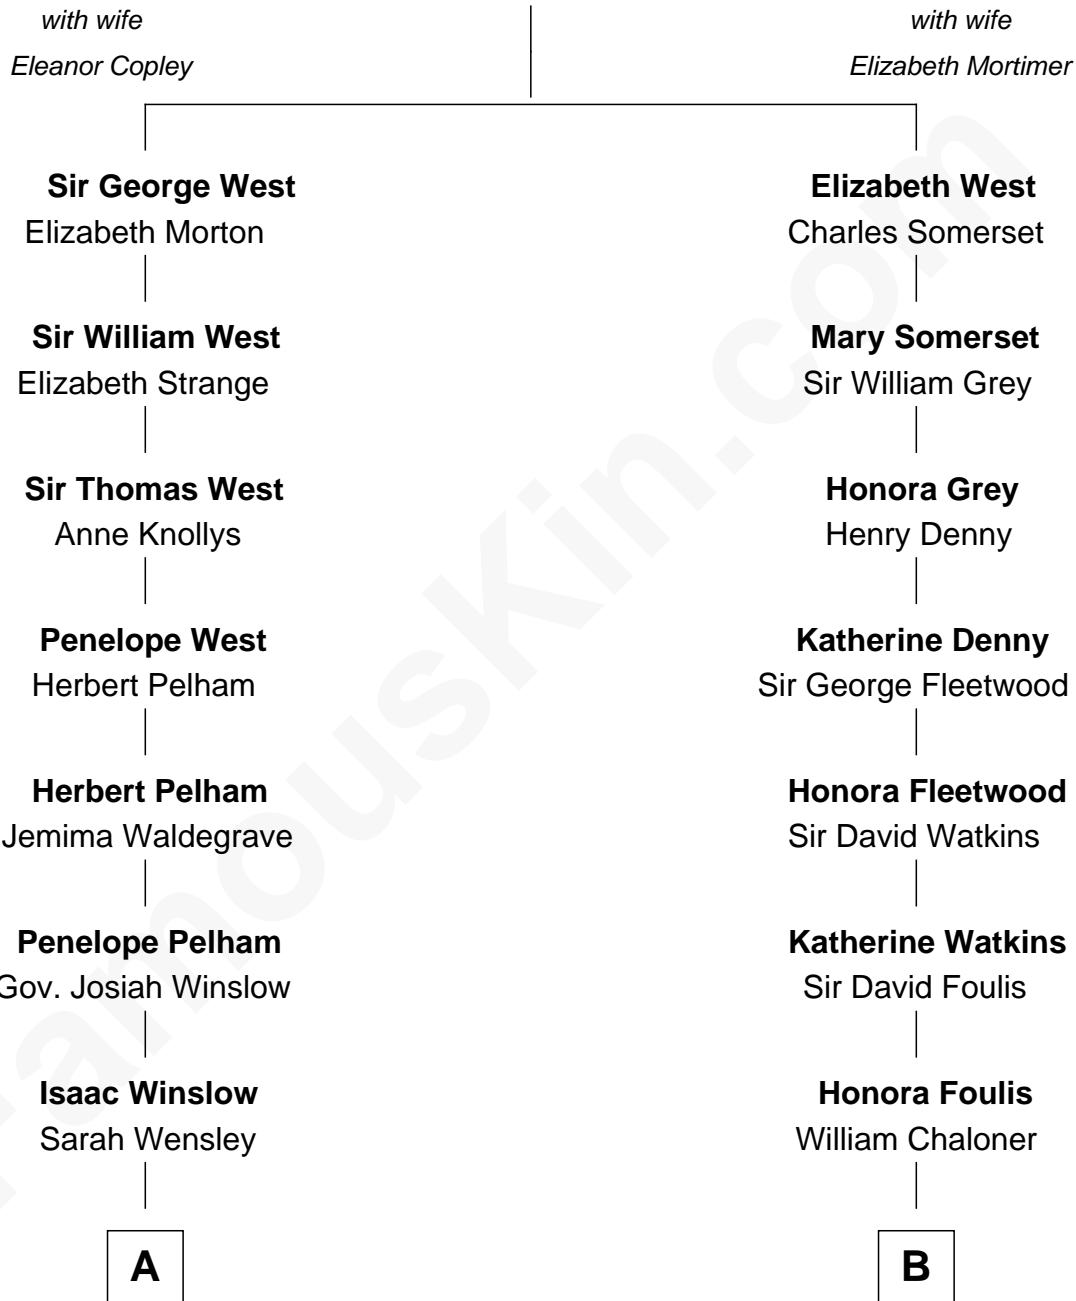 with wife
Eleanor Copley
with wife
Elizabeth Mortimer
Sir George West
Elizabeth Morton
Elizabeth West
Charles Somerset
Sir William West
Elizabeth Strange
Mary Somerset
Sir William Grey
Sir Thomas West
Anne Knollys
Honora Grey
Henry Denny
Penelope West
Herbert Pelham
Katherine Denny
Sir George Fleetwood
Herbert Pelham
Jemima Waldegrave
Honora Fleetwood
Sir David Watkins
Penelope Pelham
Gov. Josiah Winslow
Katherine Watkins
Sir David Foulis
Isaac Winslow
Sarah Wensley
Honora Foulis
William Chaloner
A
B
FamousKin.com